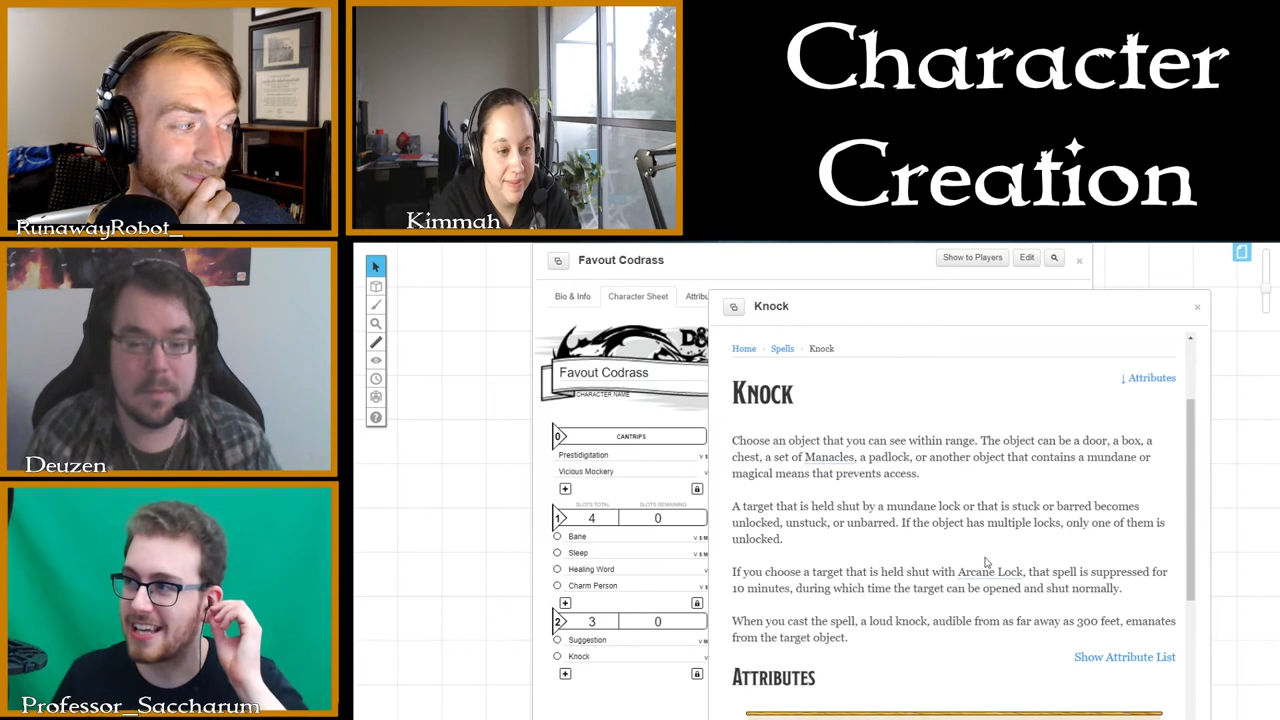 Character
Creation
RunawayRobot_
Kimmah
Deuzen
Professor_Saccharum
Favout Codrass
Show to Players
Edit
Bio & Info
Character Sheet
Attribu
D&
Favout Codrass
CHARACTER NAME
0
CANTRIPS
Prestidigitation
V S
Vicious Mockery
V
SLOTS TOTAL
SLOTS REMAINING
1
4
0
Bane
V S M
Sleep
V S M
Healing Word
V
Charm Person
V S
2
3
0
Suggestion
V M
Knock
V
Knock
Home
Spells
Knock
↓ Attributes
KNOCK
Choose an object that you can see within range. The object can be a door, a box, a
chest, a set of Manacles, a padlock, or another object that contains a mundane or
magical means that prevents access.
A target that is held shut by a mundane lock or that is stuck or barred becomes
unlocked, unstuck, or unbarred. If the object has multiple locks, only one of them is
unlocked.
If you choose a target that is held shut with Arcane Lock, that spell is suppressed for
10 minutes, during which time the target can be opened and shut normally.
When you cast the spell, a loud knock, audible from as far away as 300 feet, emanates
from the target object.
Show Attribute List
ATTRIBUTES